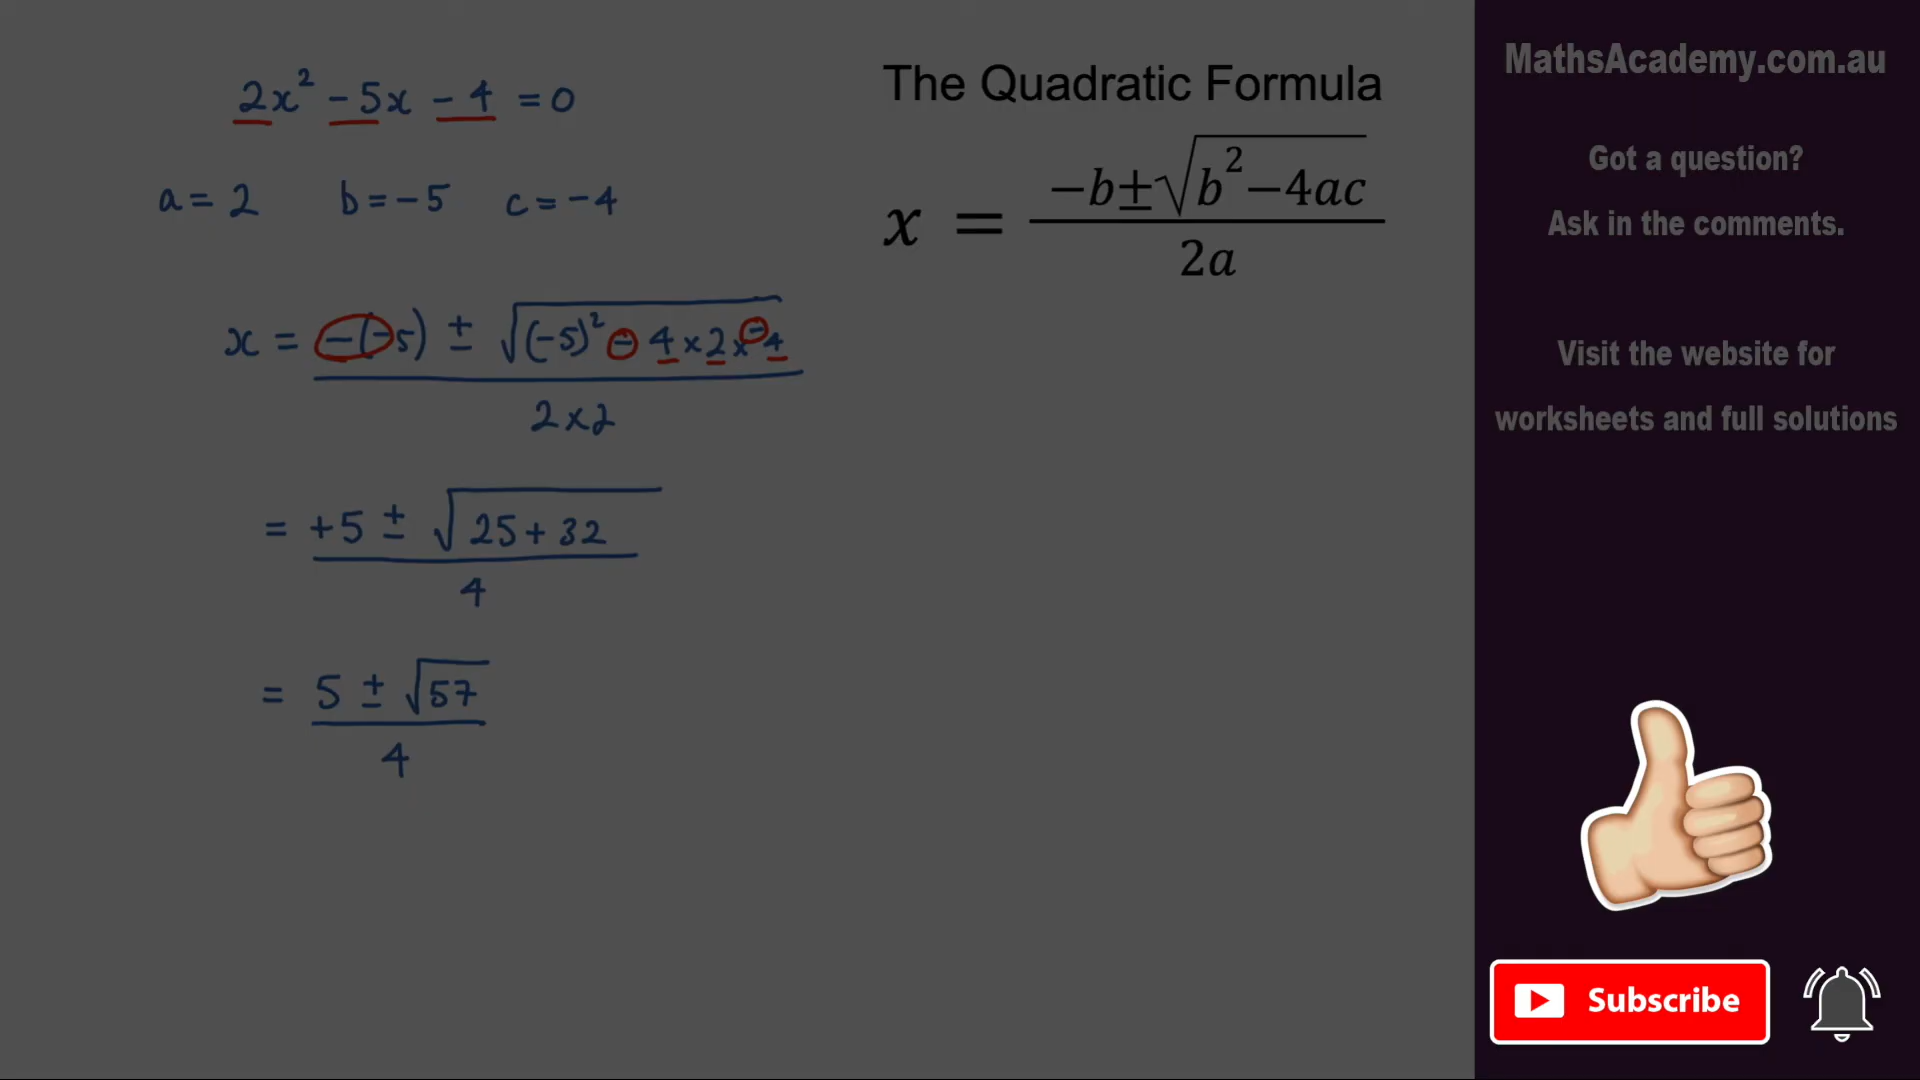 2x² - 5x - 4 = 0
a = 2 b = -5 c = -4
x = -(-5) ± √(-5)² - 4 × 2 × -4
2 × 2
= +5 ± √25 + 32
4
= 5 ± √57
4
The Quadratic Formula
x = −b ± √b² − 4ac
2a
MathsAcademy.com.au
Got a question?
Ask in the comments.
Visit the website for
worksheets and full solutions
Subscribe